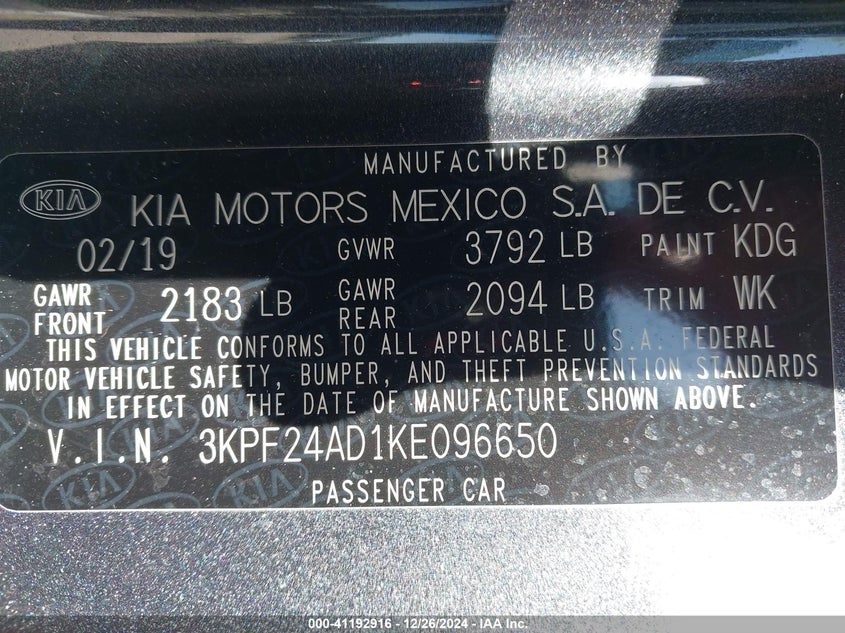 MANUFACTURED BY
KIA KIA MOTORS MEXICO S.A. DE C.V.
02/19 GVWR 3792 LB PAINT KDG
GAWR FRONT 2183 LB GAWR REAR 2094 LB TRIM WK
THIS VEHICLE CONFORMS TO ALL APPLICABLE U.S.A. FEDERAL
MOTOR VEHICLE SAFETY, BUMPER, AND THEFT PREVENTION STANDARDS
IN EFFECT ON THE DATE OF MANUFACTURE SHOWN ABOVE.
V.I.N. 3KPF24AD1KE096650
PASSENGER CAR
000-41192916 - 12/26/2024 - IAA Inc.